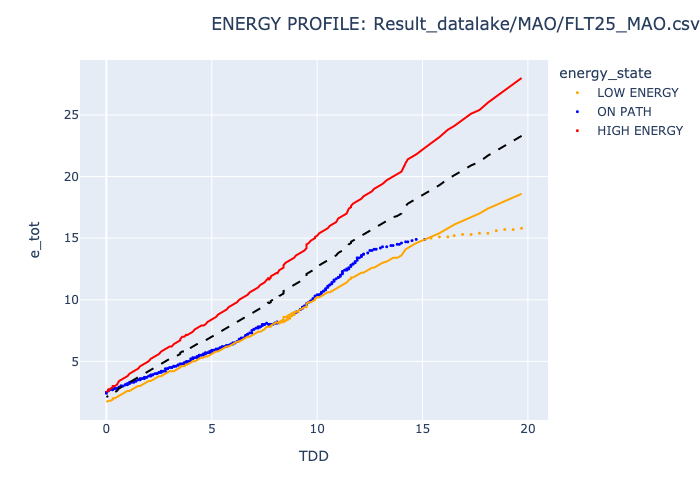 ENERGY PROFILE: Result_datalake/MAO/FLT25_MAO.csv
energy_state
LOW ENERGY
ON PATH
HIGH ENERGY
e_tot
25
20
15
10
5
0
5
10
15
20
TDD